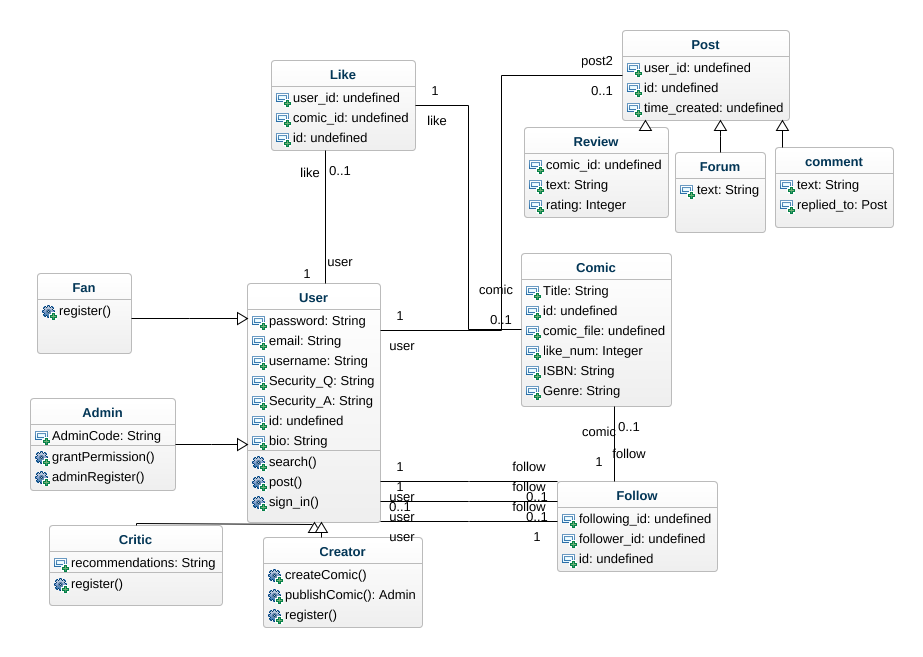 Post
user_id: undefined
id: undefined
time_created: undefined
post2
0..1
Like
user_id: undefined
comic_id: undefined
id: undefined
1
like
like
0..1
user
1
Review
comic_id: undefined
text: String
rating: Integer
Forum
text: String
comment
text: String
replied_to: Post
Comic
Title: String
id: undefined
comic_file: undefined
like_num: Integer
ISBN: String
Genre: String
comic
0..1
Fan
register()
User
password: String
email: String
username: String
Security_Q: String
Security_A: String
id: undefined
bio: String
search()
post()
sign_in()
1
user
Admin
AdminCode: String
grantPermission()
adminRegister()
comic
0..1
1
follow
1
follow
1
follow
user
0..1
0..1
follow
user
0..1
user
1
Follow
following_id: undefined
follower_id: undefined
id: undefined
Critic
recommendations: String
register()
Creator
createComic()
publishComic(): Admin
register()